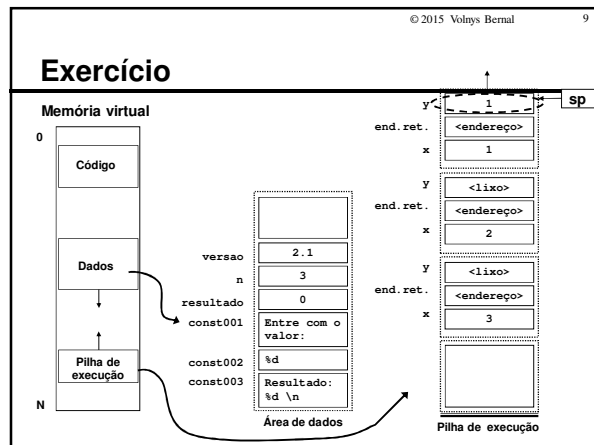 © 2015 Volnys Bernal 9
Exercício
Memória virtual
0
Código
Dados
Pilha de
execução
N
versao 2.1
n 3
resultado 0
const001 Entre com o
valor:
const002 %d
const003 Resultado:
%d \n
Área de dados
y 1 sp
end.ret. <endereço>
x 1
y <lixo>
end.ret. <endereço>
x 2
y <lixo>
end.ret. <endereço>
x 3
Pilha de execução